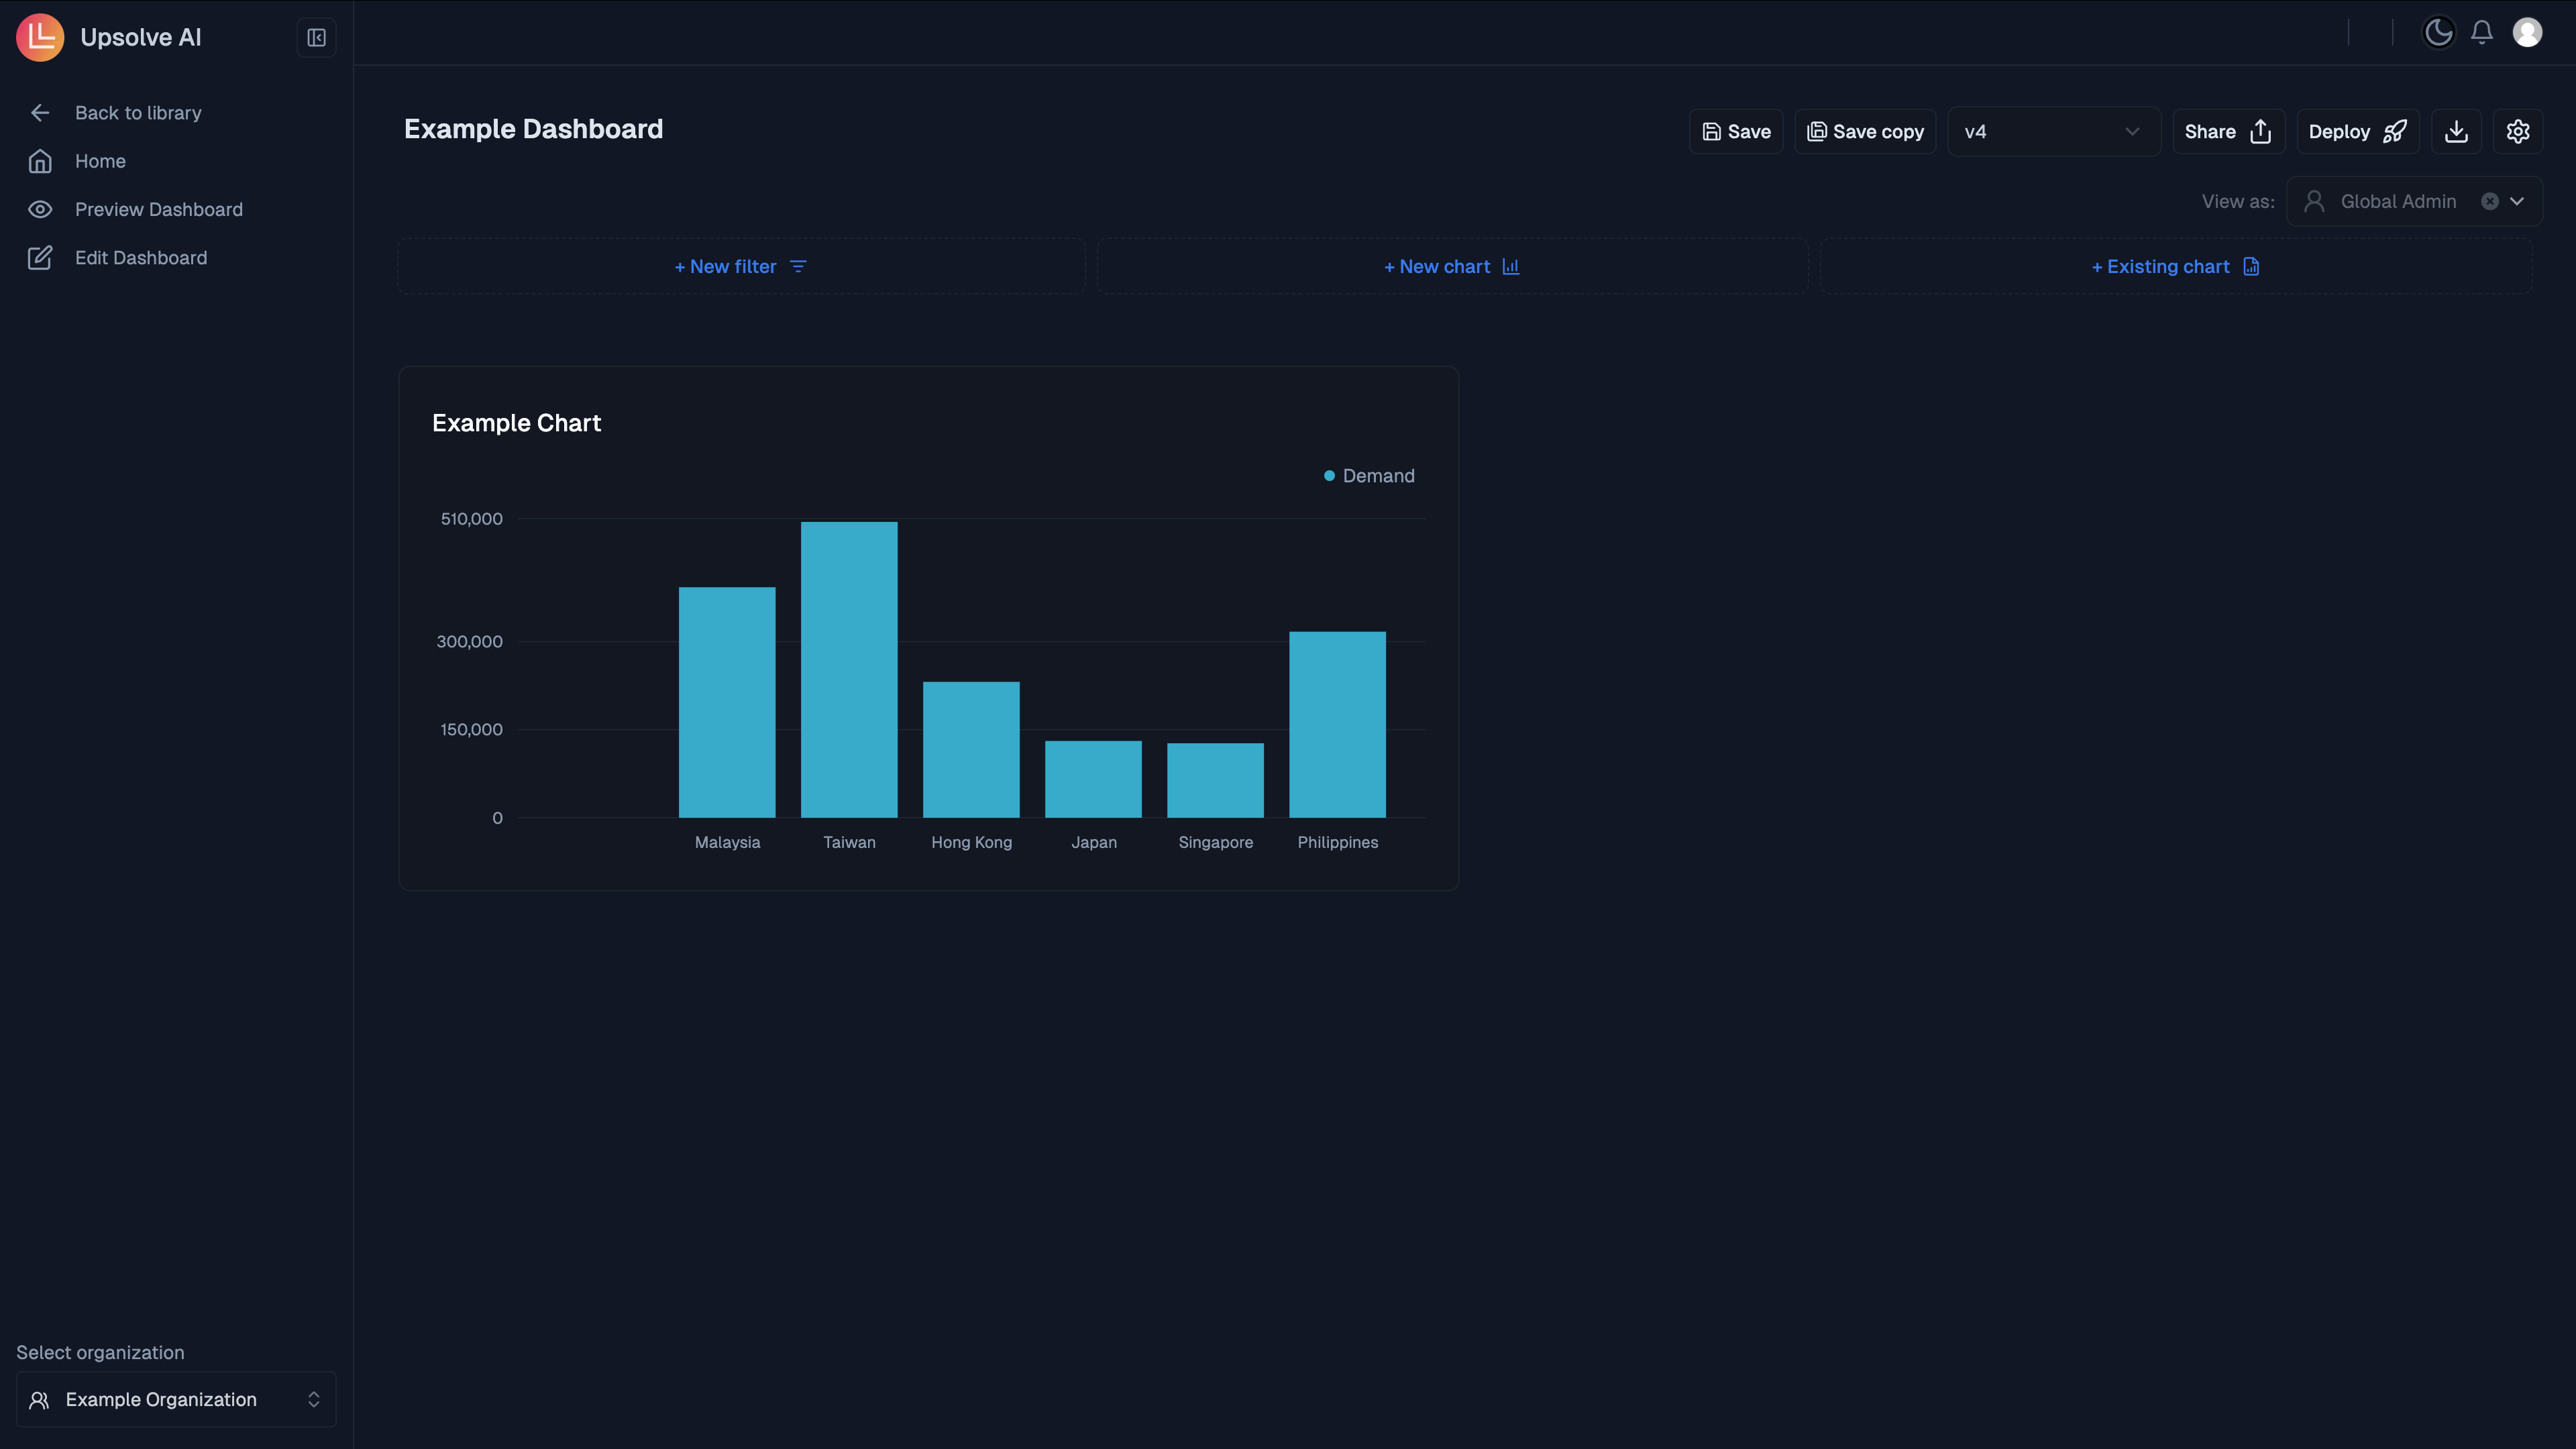 Upsolve AI
Back to library
Home
Preview Dashboard
Edit Dashboard
Example Dashboard
Save
Save copy
v4
Share
Deploy
View as:
Global Admin
+ New filter
+ New chart
+ Existing chart
Example Chart
Demand
510,000
300,000
150,000
0
Malaysia
Taiwan
Hong Kong
Japan
Singapore
Philippines
Select organization
Example Organization